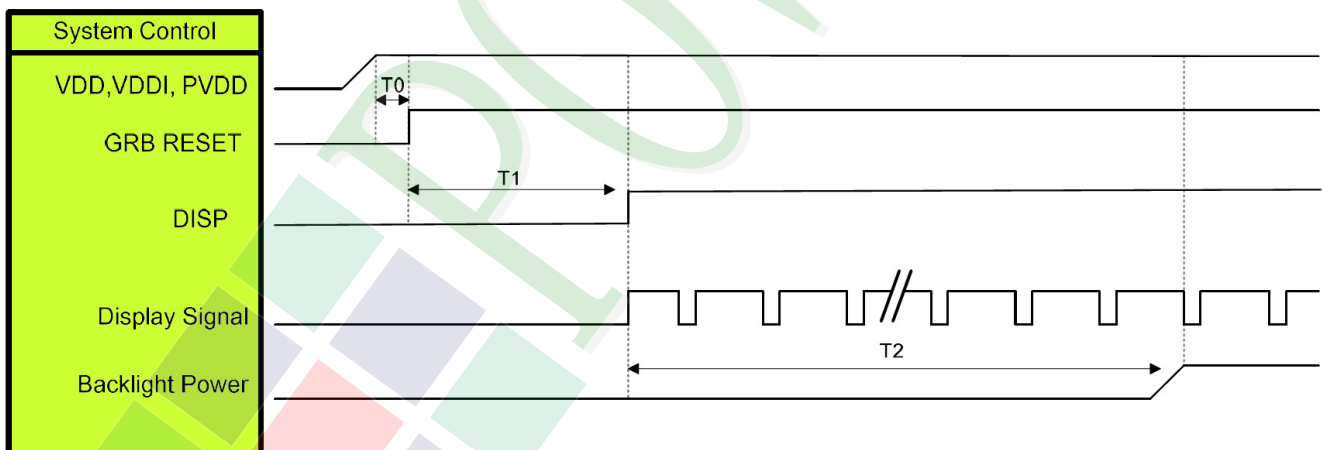 System Control
VDD,VDDI, PVDD
T0
GRB RESET
T1
DISP
Display Signal
T2
Backlight Power